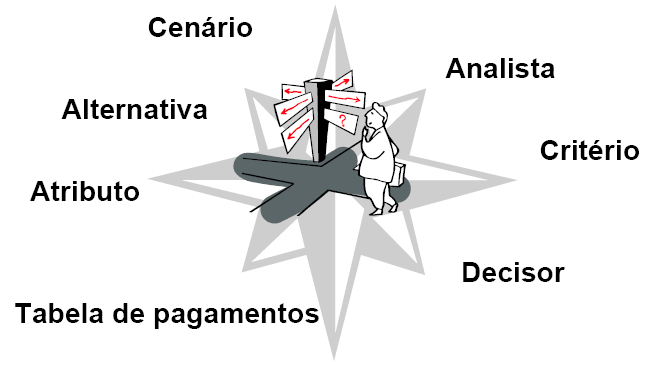 Cenário
Analista
Alternativa
Critério
Atributo
Decisor
Tabela de pagamentos
?